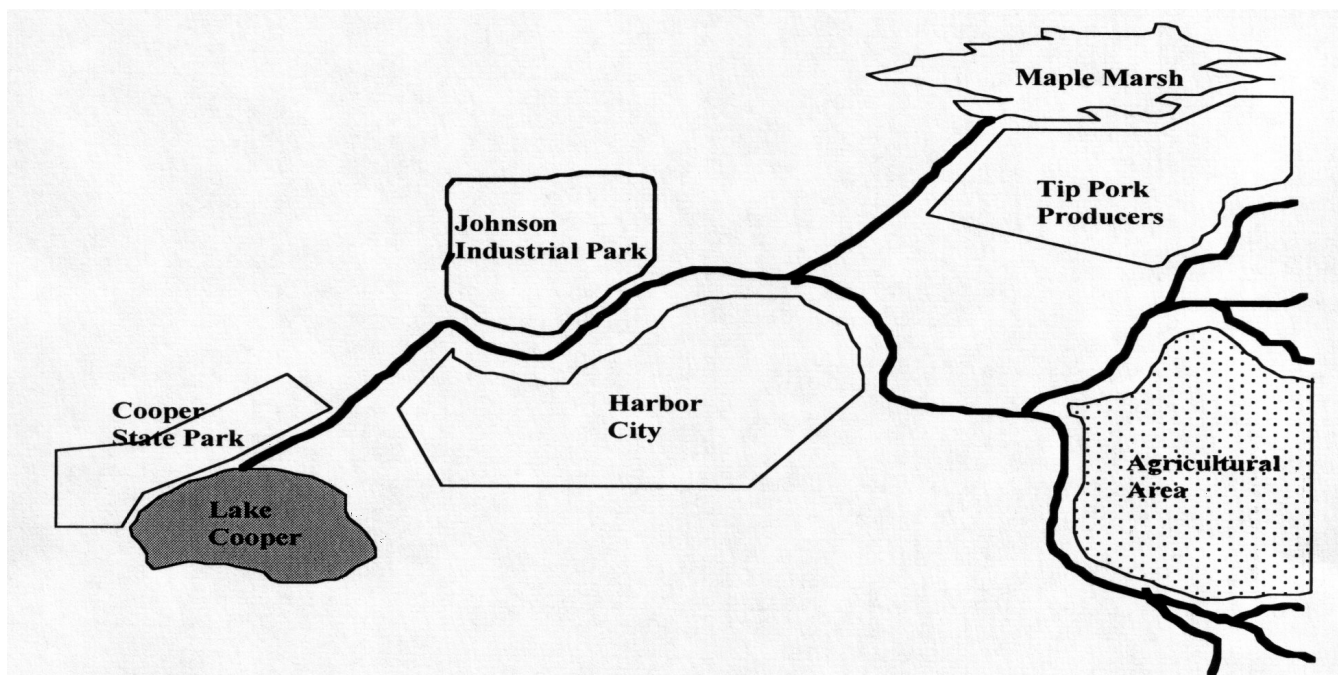 Maple Marsh
Tip Pork
Producers
Johnson
Industrial Park
Cooper
State Park
Harbor
City
Agricultural
Area
Lake
Cooper